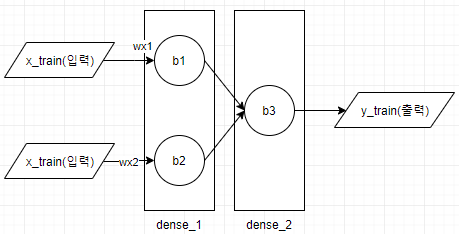 x_train(입력)
wx1
b1
b3
y_train(출력)
x_train(입력)
wx2
b2
dense_1
dense_2